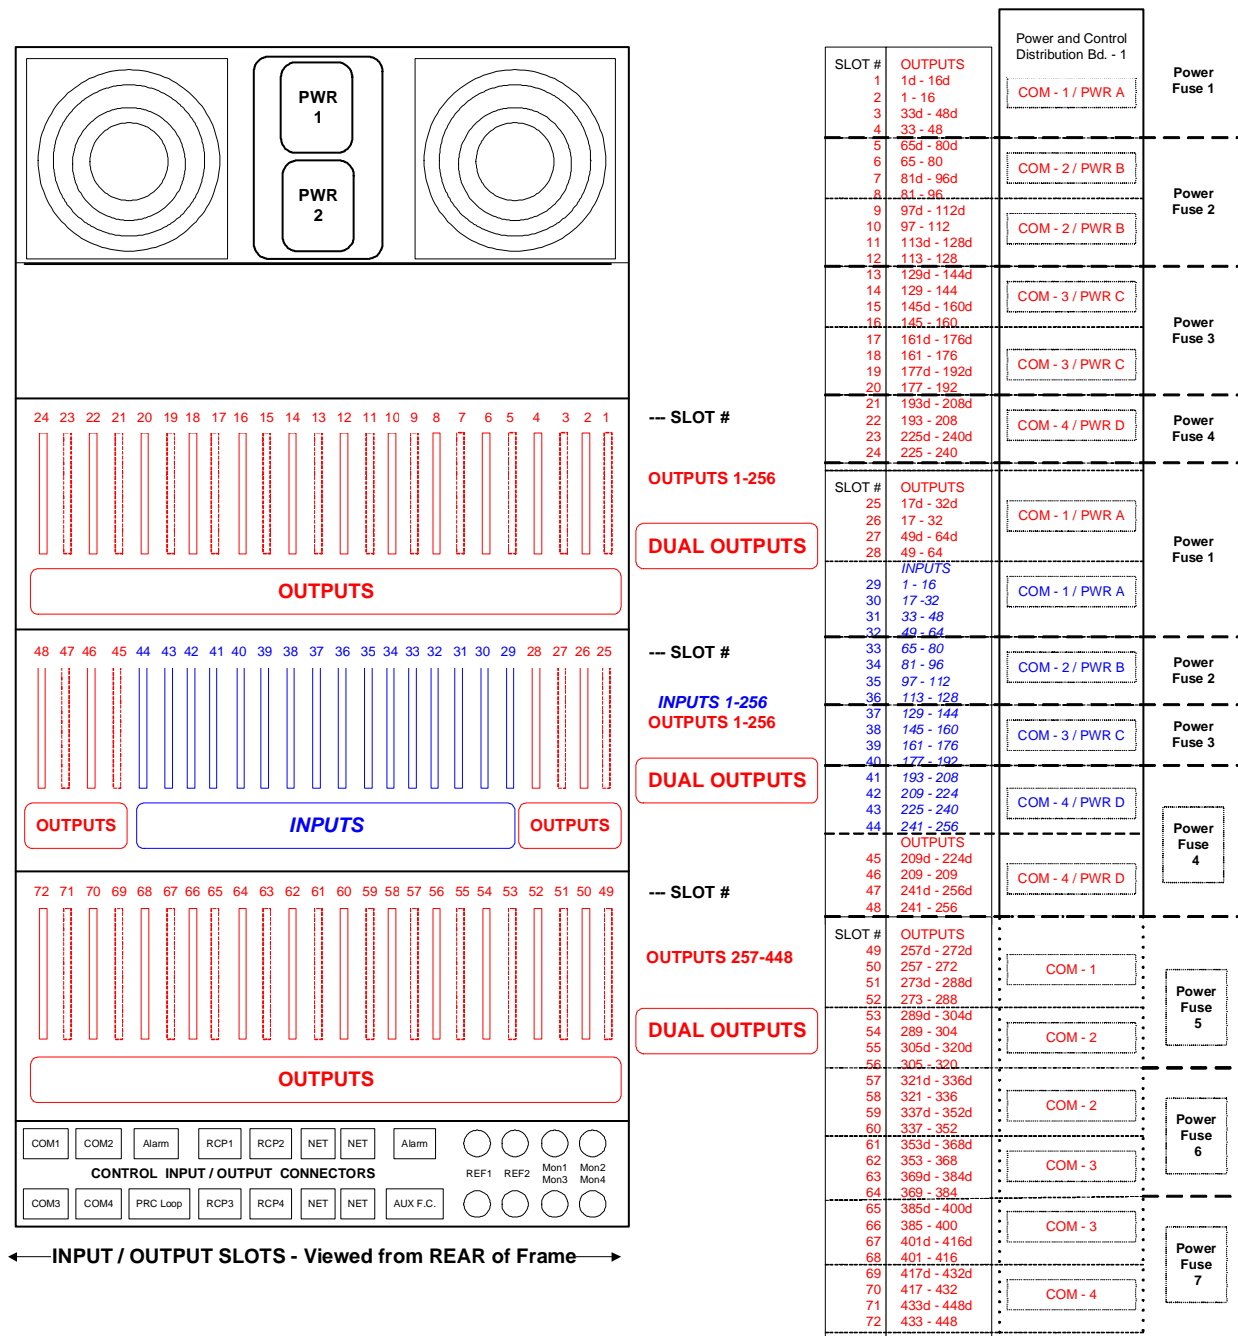 PWR
1
PWR
2
24 23 22 21 20 19 18 17 16 15 14 13 12 11 10 9 8 7 6 5 4 3 2 1
--- SLOT #
OUTPUTS 1-256
DUAL OUTPUTS
OUTPUTS
48 47 46 45 44 43 42 41 40 39 38 37 36 35 34 33 32 31 30 29 28 27 26 25
--- SLOT #
INPUTS 1-256
OUTPUTS 1-256
DUAL OUTPUTS
OUTPUTS INPUTS OUTPUTS
72 71 70 69 68 67 66 65 64 63 62 61 60 59 58 57 56 55 54 53 52 51 50 49
--- SLOT #
OUTPUTS 257-448
DUAL OUTPUTS
OUTPUTS
COM1 COM2 Alarm RCP1 RCP2 NET NET Alarm
CONTROL INPUT / OUTPUT CONNECTORS
REF1 REF2 Mon1 Mon2
Mon3 Mon4
COM3 COM4 PRC Loop RCP3 RCP4 NET NET AUX F.C.
INPUT / OUTPUT SLOTS - Viewed from REAR of Frame
Power and Control
Distribution Bd. - 1
SLOT # OUTPUTS
1 1d - 16d
2 1 - 16
3 33d - 48d
4 33 - 48
COM - 1 / PWR A
Power
Fuse 1
5 65d - 80d
6 65 - 80
7 81d - 96d
8 81 - 96
COM - 2 / PWR B
9 97d - 112d
10 97 - 112
11 113d - 128d
12 113 - 128
COM - 2 / PWR B
Power
Fuse 2
13 129d - 144d
14 129 - 144
15 145d - 160d
16 145 - 160
COM - 3 / PWR C
17 161d - 176d
18 161 - 176
19 177d - 192d
20 177 - 192
COM - 3 / PWR C
Power
Fuse 3
21 193d - 208d
22 193 - 208
23 225d - 240d
24 225 - 240
COM - 4 / PWR D
Power
Fuse 4
SLOT # OUTPUTS
25 17d - 32d
26 17 - 32
27 49d - 64d
28 49 - 64
COM - 1 / PWR A
INPUTS
29 1 - 16
30 17 -32
31 33 - 48
32 49 - 64
COM - 1 / PWR A
Power
Fuse 1
33 65 - 80
34 81 - 96
35 97 - 112
36 113 - 128
COM - 2 / PWR B
Power
Fuse 2
37 129 - 144
38 145 - 160
39 161 - 176
40 177 - 192
COM - 3 / PWR C
Power
Fuse 3
41 193 - 208
42 209 - 224
43 225 - 240
44 241 - 256
COM - 4 / PWR D
OUTPUTS
45 209d - 224d
46 209 - 209
47 241d - 256d
48 241 - 256
COM - 4 / PWR D
Power
Fuse
4
SLOT # OUTPUTS
49 257d - 272d
50 257 - 272
51 273d - 288d
52 273 - 288
COM - 1
53 289d - 304d
54 289 - 304
55 305d - 320d
56 305 - 320
COM - 2
Power
Fuse
5
57 321d - 336d
58 321 - 336
59 337d - 352d
60 337 - 352
COM - 2
61 353d - 368d
62 353 - 368
63 369d - 384d
64 369 - 384
COM - 3
Power
Fuse
6
65 385d - 400d
66 385 - 400
67 401d - 416d
68 401 - 416
COM - 3
69 417d - 432d
70 417 - 432
71 433d - 448d
72 433 - 448
COM - 4
Power
Fuse
7